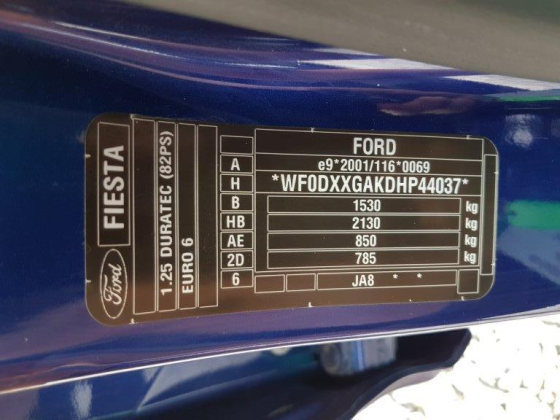 Ford
FIESTA
1.25 DURATEC (82PS)
EURO 6
FORD
A e9*2001/116*0069
H *WF0DXXGAKDHP44037*
B 1530 kg
HB 2130 kg
AE 850 kg
2D 785 kg
6 JA8 * *